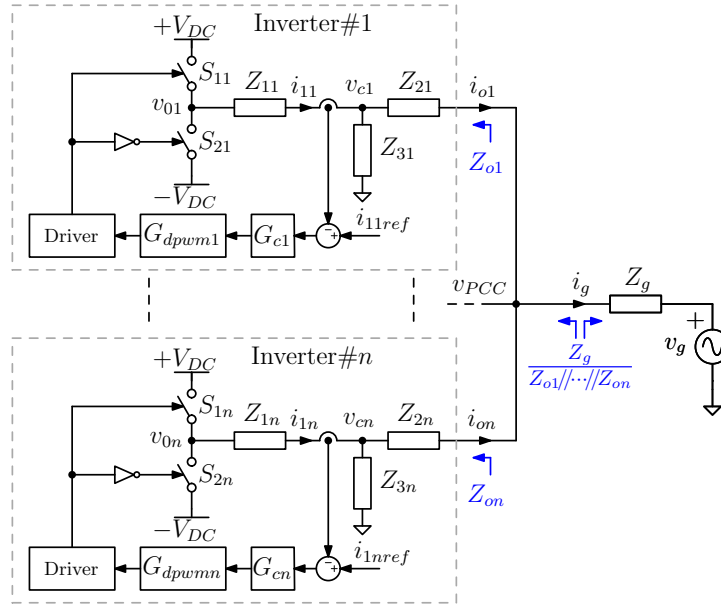 Inverter#1
+V_DC
S_11
v_01
Z_11
i_11
v_c1
Z_21
i_o1
S_21
Z_31
Z_o1
−V_DC
i_11ref
Driver
G_dpwm1
G_c1
−
+
v_PCC
i_g
Z_g
+
v_g
Z_g
Z_o1//···//Z_on
Inverter#n
+V_DC
S_1n
v_0n
Z_1n
i_1n
v_cn
Z_2n
i_on
S_2n
Z_3n
Z_on
−V_DC
i_1nref
Driver
G_dpwmn
G_cn
−
+